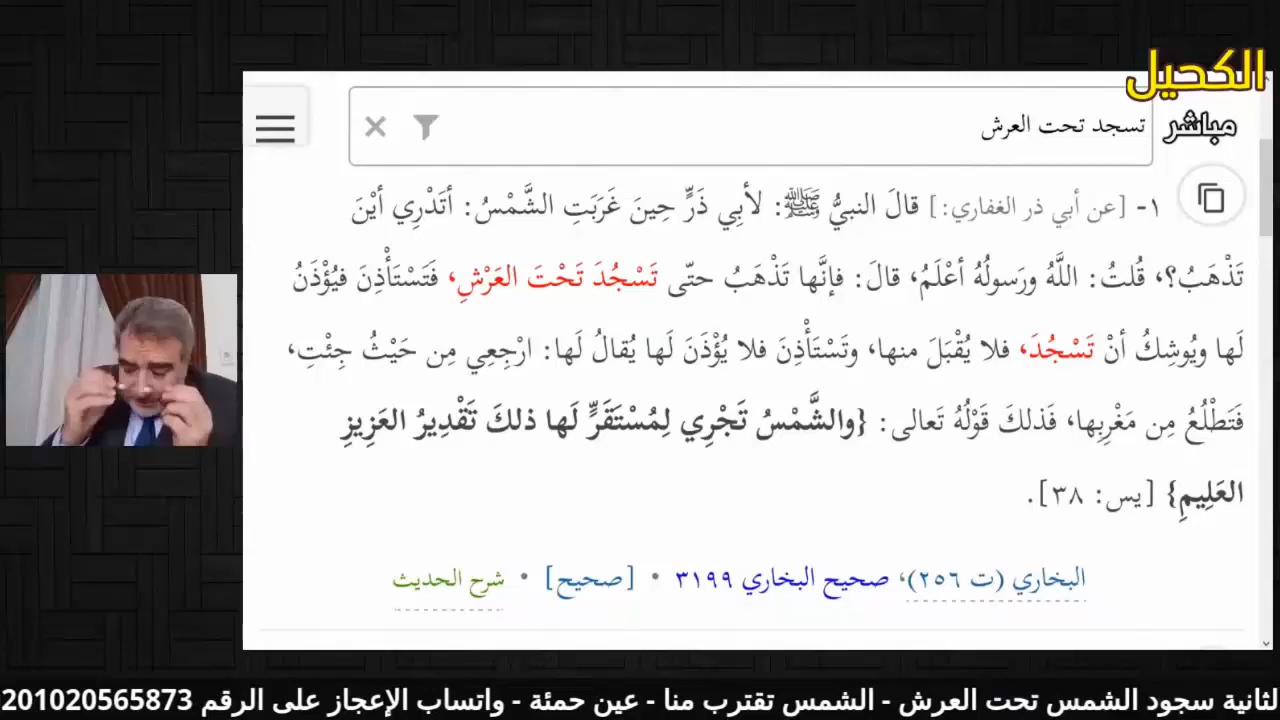 الكحيل
مباشر
تسجد تحت العرش
١- [عن أبي ذر الغفاري:] قالَ النبيُّ ﷺ: لأبِي ذَرٍّ حِينَ غَرَبَتِ الشَّمْسُ: أتَدْرِي أيْنَ
تَذْهَبُ؟، قُلتُ: اللَّهُ ورَسولُهُ أعْلَمُ، قالَ: فإنَّها تَذْهَبُ حتّى تَسْجُدَ تَحْتَ العَرْشِ، فَتَسْتَأْذِنَ فيُؤْذَنُ
لَها ويُوشِكُ أنْ تَسْجُدَ، فلا يُقْبَلَ منها، وتَسْتَأْذِنَ فلا يُؤْذَنَ لَها يُقالُ لَها: ارْجِعِي مِن حَيْثُ جِئْتِ،
فَتَطْلُعُ مِن مَغْرِبِها، فَذلكَ قَوْلُهُ تَعالى: {والشَّمْسُ تَجْرِي لِمُسْتَقَرٍّ لَها ذلكَ تَقْدِيرُ العَزِيزِ
العَلِيمِ} [يس: ٣٨].
البخاري (ت ٢٥٦)، صحيح البخاري ٣١٩٩ • [صحيح] • شرح الحديث
لثانية سجود الشمس تحت العرش - الشمس تقترب منا - عين حمئة - واتساب الإعجاز على الرقم 201020565873